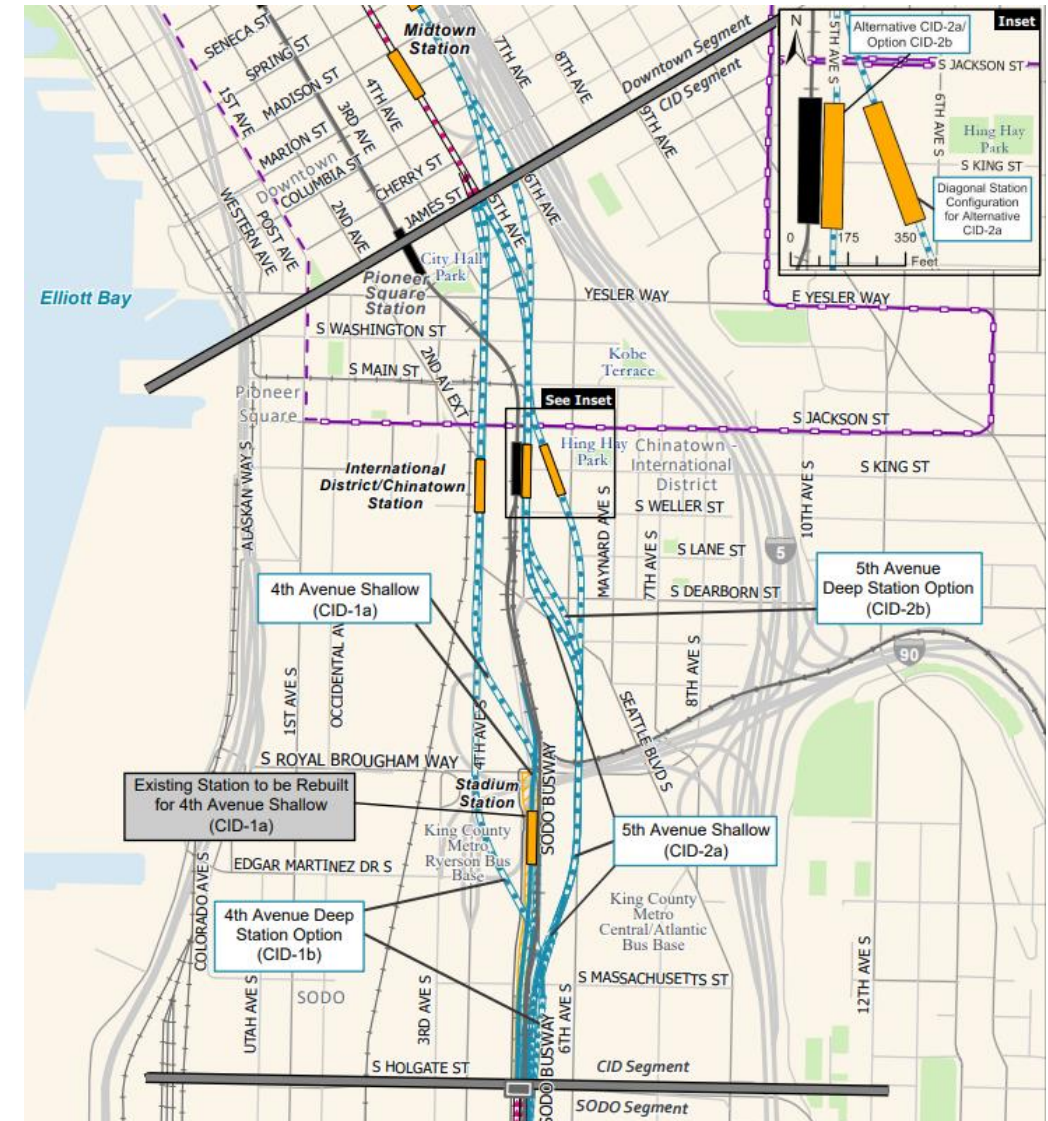 Midtown
Station
SENECA ST
SPRING ST
MADISON ST
MARION ST
COLUMBIA ST
CHERRY ST
JAMES ST
Downtown
1ST AVE
POST AVE
WESTERN AVE
2ND AVE
3RD AVE
4TH AVE
5TH AVE
6TH AVE
7TH AVE
8TH AVE
9TH AVE
Downtown Segment
CID Segment
Inset
N
Alternative CID-2a/
Option CID-2b
5TH AVE S
S JACKSON ST
6TH AVE S
Hing Hay
Park
S KING ST
Diagonal Station
Configuration
for Alternative
CID-2a
0 175 350
Feet
Elliott Bay
City Hall
Park
Pioneer
Square
Station
YESLER WAY
E YESLER WAY
S WASHINGTON ST
S MAIN ST
2ND AV EXT
Kobe
Terrace
Pioneer
Square
See Inset
S JACKSON ST
Hing Hay
Park
Chinatown -
International
District
International
District/Chinatown
Station
S KING ST
S WELLER ST
ALASKAN WAY S
MAYNARD AVE S
7TH AVE S
10TH AVE S
S LANE ST
5
S DEARBORN ST
4th Avenue Shallow
(CID-1a)
5th Avenue
Deep Station Option
(CID-2b)
1ST AVE S
OCCIDENTAL AV
4TH AVE S
SEATTLE BLVD S
8TH AVE S
90
S ROYAL BROUGHAM WAY
Existing Station to be Rebuilt
for 4th Avenue Shallow
(CID-1a)
Stadium
Station
SODO BUSWAY
King County
Metro
Ryerson Bus
Base
5th Avenue Shallow
(CID-2a)
EDGAR MARTINEZ DR S
COLORADO AVE S
4th Avenue Deep
Station Option
(CID-1b)
King County
Metro
Central/Atlantic
Bus Base
S MASSACHUSETTS ST
SODO
UTAH AVE S
3RD AVE S
6TH AVE S
12TH AVE S
SODO BUSWAY
S HOLGATE ST
CID Segment
SODO Segment